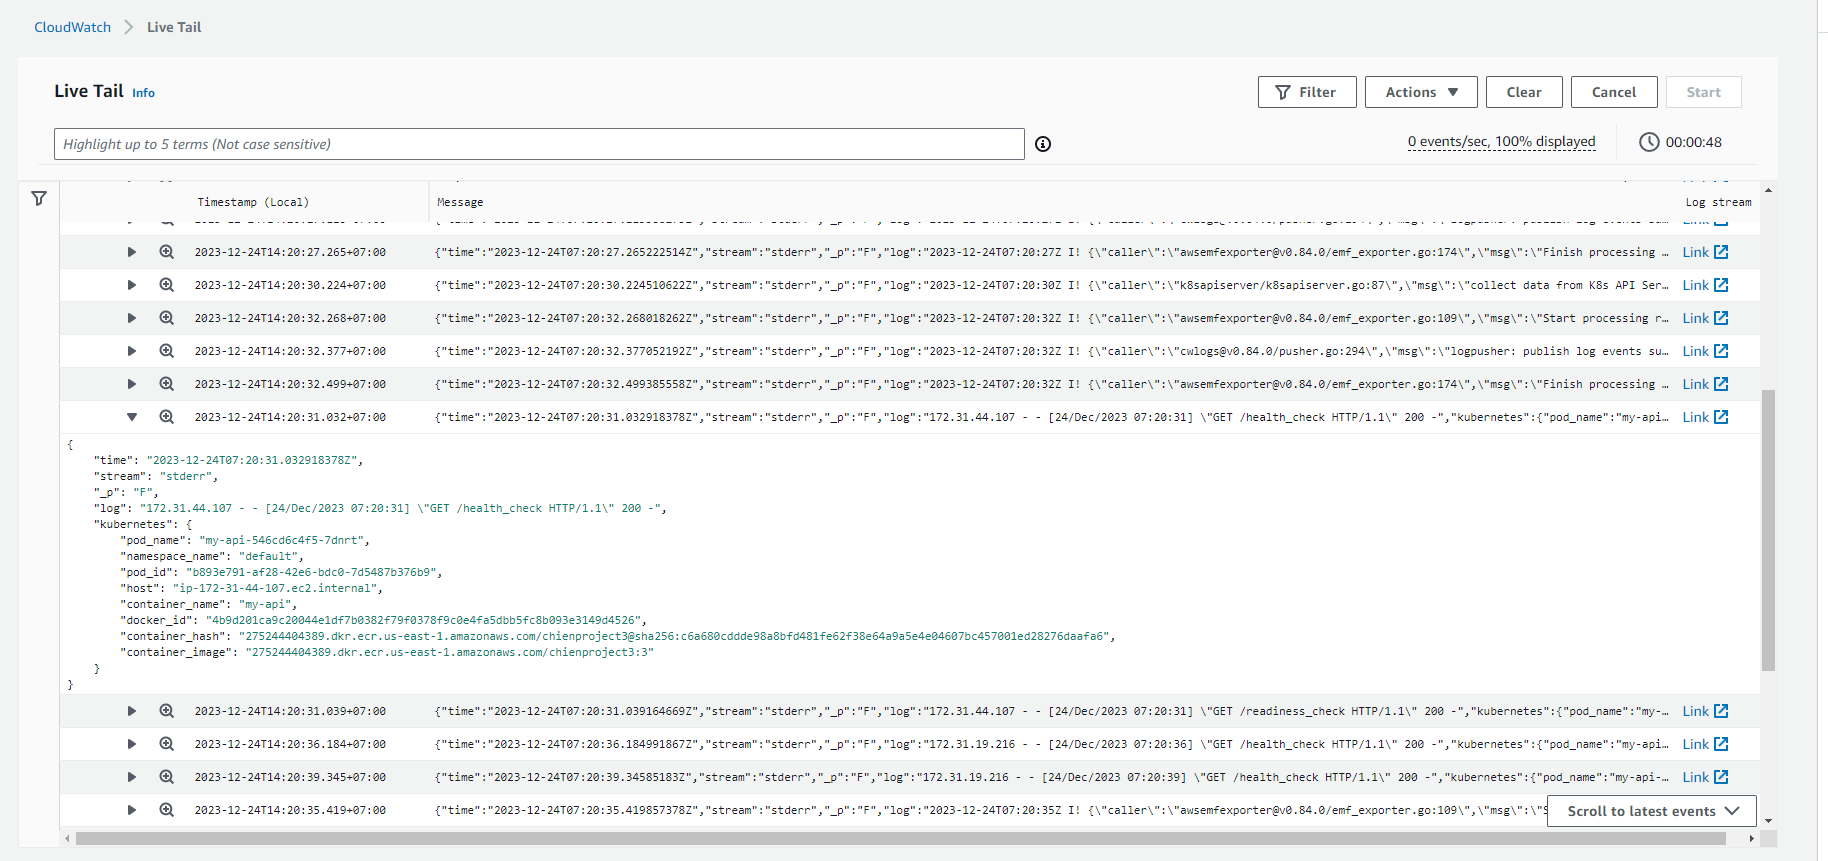 CloudWatch > Live Tail
Live Tail Info
Filter Actions Clear Cancel Start
Highlight up to 5 terms (Not case sensitive)
0 events/sec, 100% displayed 00:00:48
Timestamp (Local) Message Log stream
2023-12-24T14:20:27.265+07:00 {"time":"2023-12-24T07:20:27.265222514Z","stream":"stderr","_p":"F","log":"2023-12-24T07:20:27Z I! {\"caller\":\"awsemfexporter@v0.84.0/emf_exporter.go:174\",\"msg\":\"Finish processing … Link
2023-12-24T14:20:30.224+07:00 {"time":"2023-12-24T07:20:30.224510622Z","stream":"stderr","_p":"F","log":"2023-12-24T07:20:30Z I! {\"caller\":\"k8sapiserver/k8sapiserver.go:87\",\"msg\":\"collect data from K8s API Ser… Link
2023-12-24T14:20:32.268+07:00 {"time":"2023-12-24T07:20:32.268018262Z","stream":"stderr","_p":"F","log":"2023-12-24T07:20:32Z I! {\"caller\":\"awsemfexporter@v0.84.0/emf_exporter.go:109\",\"msg\":\"Start processing r… Link
2023-12-24T14:20:32.377+07:00 {"time":"2023-12-24T07:20:32.377052192Z","stream":"stderr","_p":"F","log":"2023-12-24T07:20:32Z I! {\"caller\":\"cwlogs@v0.84.0/pusher.go:294\",\"msg\":\"logpusher: publish log events su… Link
2023-12-24T14:20:32.499+07:00 {"time":"2023-12-24T07:20:32.499385558Z","stream":"stderr","_p":"F","log":"2023-12-24T07:20:32Z I! {\"caller\":\"awsemfexporter@v0.84.0/emf_exporter.go:174\",\"msg\":\"Finish processing … Link
2023-12-24T14:20:31.032+07:00 {"time":"2023-12-24T07:20:31.032918378Z","stream":"stderr","_p":"F","log":"172.31.44.107 - - [24/Dec/2023 07:20:31] \"GET /health_check HTTP/1.1\" 200 -","kubernetes":{"pod_name":"my-api… Link
{
"time": "2023-12-24T07:20:31.032918378Z",
"stream": "stderr",
"_p": "F",
"log": "172.31.44.107 - - [24/Dec/2023 07:20:31] \"GET /health_check HTTP/1.1\" 200 -",
"kubernetes": {
"pod_name": "my-api-546cd6c4f5-7dnrt",
"namespace_name": "default",
"pod_id": "b893e791-af28-42e6-bdc0-7d5487b376b9",
"host": "ip-172-31-44-107.ec2.internal",
"container_name": "my-api",
"docker_id": "4b9d201ca9c20044e1df7b0382f79f0378f9c0e4fa5dbb5fc8b093e3149d4526",
"container_hash": "275244404389.dkr.ecr.us-east-1.amazonaws.com/chienproject3@sha256:c6a680cddde98a8bfd481fe62f38e64a9a5e4e04607bc457001ed28276daafa6",
"container_image": "275244404389.dkr.ecr.us-east-1.amazonaws.com/chienproject3:3"
}
}
2023-12-24T14:20:31.039+07:00 {"time":"2023-12-24T07:20:31.039164669Z","stream":"stderr","_p":"F","log":"172.31.44.107 - - [24/Dec/2023 07:20:31] \"GET /readiness_check HTTP/1.1\" 200 -","kubernetes":{"pod_name":"my-… Link
2023-12-24T14:20:36.184+07:00 {"time":"2023-12-24T07:20:36.184991867Z","stream":"stderr","_p":"F","log":"172.31.19.216 - - [24/Dec/2023 07:20:36] \"GET /health_check HTTP/1.1\" 200 -","kubernetes":{"pod_name":"my-api… Link
2023-12-24T14:20:39.345+07:00 {"time":"2023-12-24T07:20:39.34585183Z","stream":"stderr","_p":"F","log":"172.31.19.216 - - [24/Dec/2023 07:20:39] \"GET /health_check HTTP/1.1\" 200 -","kubernetes":{"pod_name":"my-api-… Link
2023-12-24T14:20:35.419+07:00 {"time":"2023-12-24T07:20:35.419857378Z","stream":"stderr","_p":"F","log":"2023-12-24T07:20:35Z I! {\"caller\":\"awsemfexporter@v0.84.0/emf_exporter.go:109\",\"msg\":\"S
Scroll to latest events